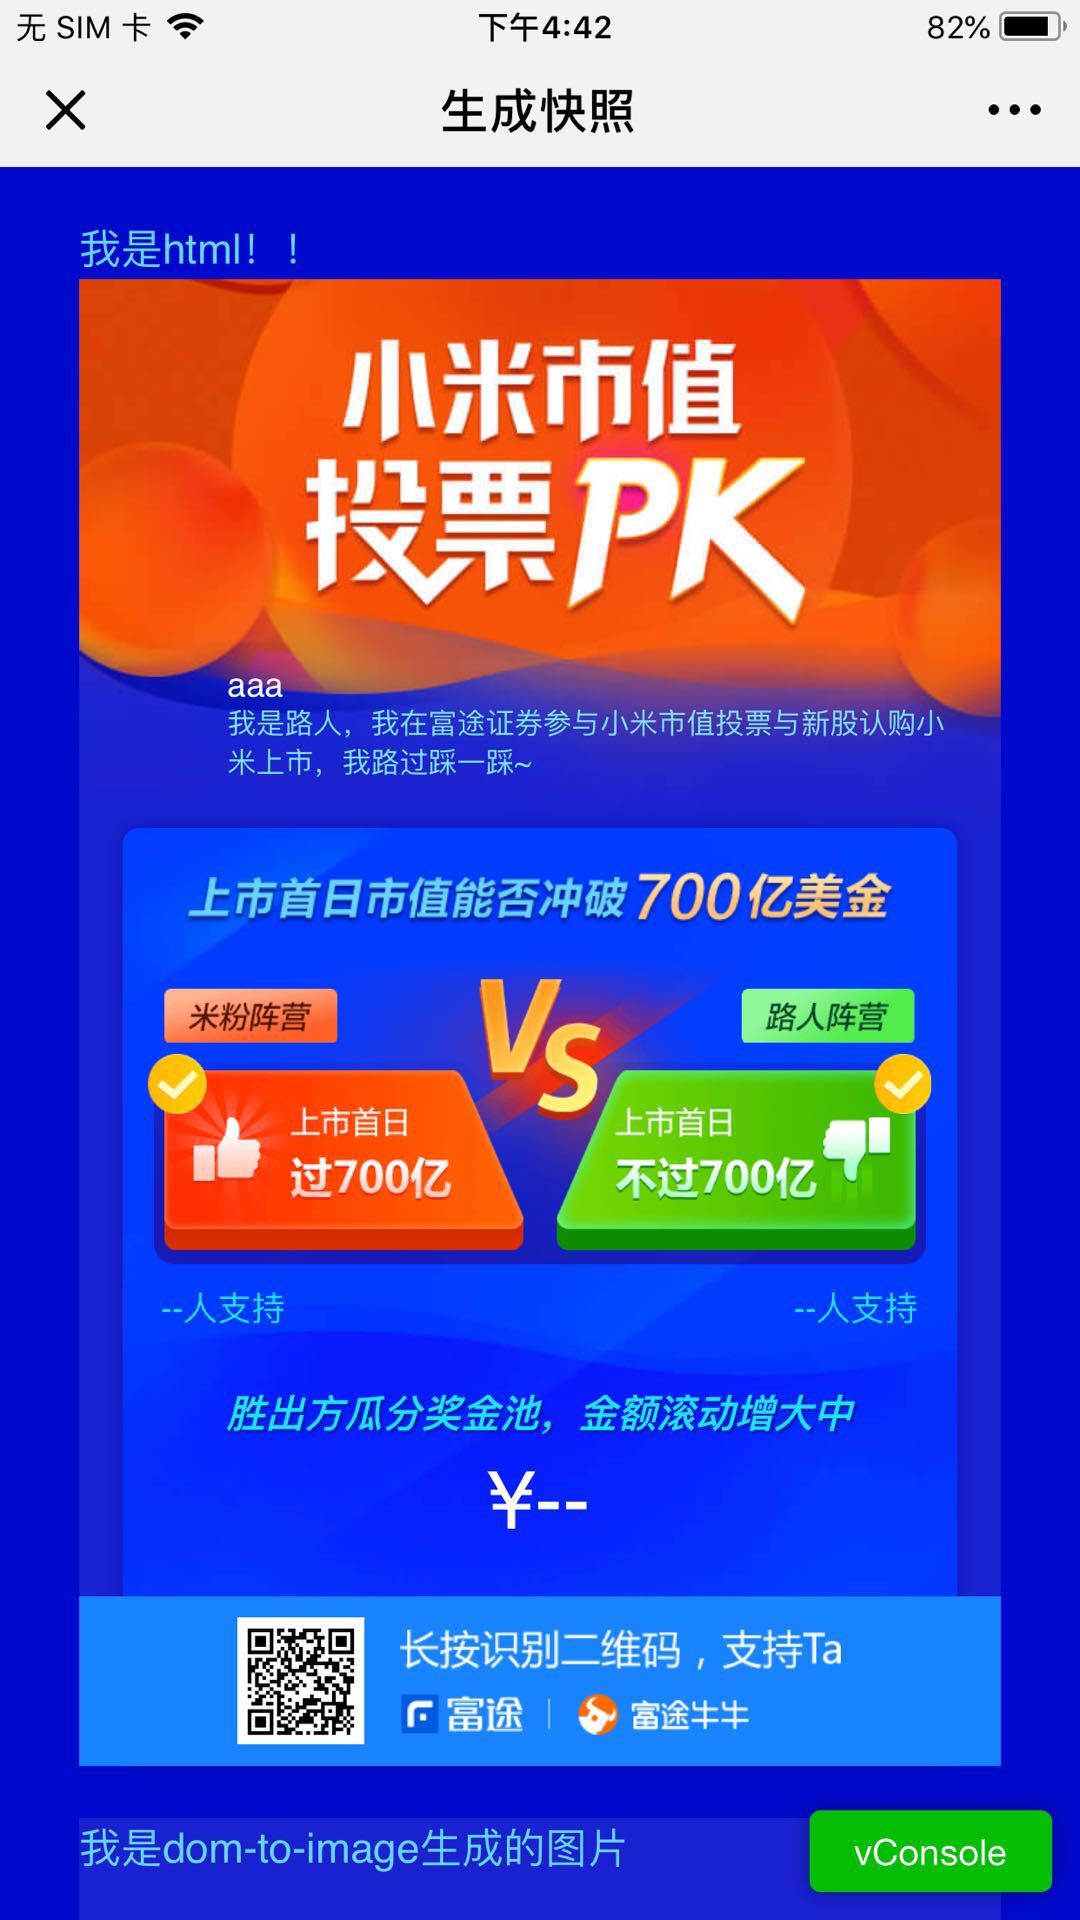 无 SIM 卡 下午4:42 82%
生成快照
我是html！！
小米市值
投票PK
aaa
我是路人，我在富途证券参与小米市值投票与新股认购小
米上市，我路过踩一踩~
上市首日市值能否冲破700亿美金
米粉阵营 VS 路人阵营
上市首日 上市首日
过700亿 不过700亿
--人支持 --人支持
胜出方瓜分奖金池，金额滚动增大中
¥--
长按识别二维码，支持Ta
富途 | 富途牛牛
我是dom-to-image生成的图片
vConsole